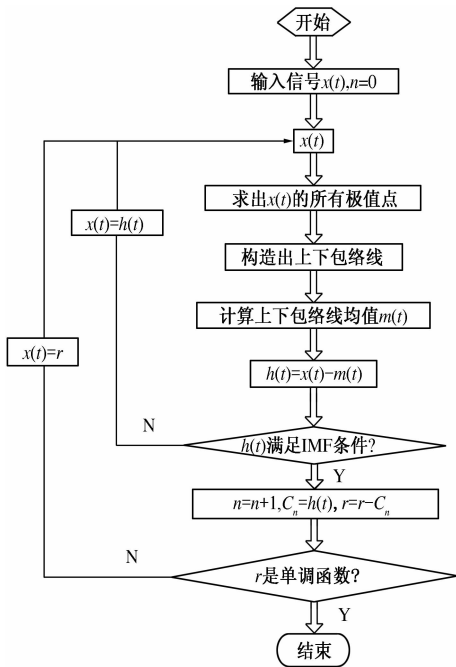 开始
输入信号x(t),n=0
x(t)
求出x(t)的所有极值点
x(t)=h(t)
构造出上下包络线
计算上下包络线均值m(t)
x(t)=r
h(t)=x(t)−m(t)
N
h(t)满足IMF条件?
Y
n=n+1,Cn=h(t), r=r−Cn
N
r是单调函数?
Y
结束